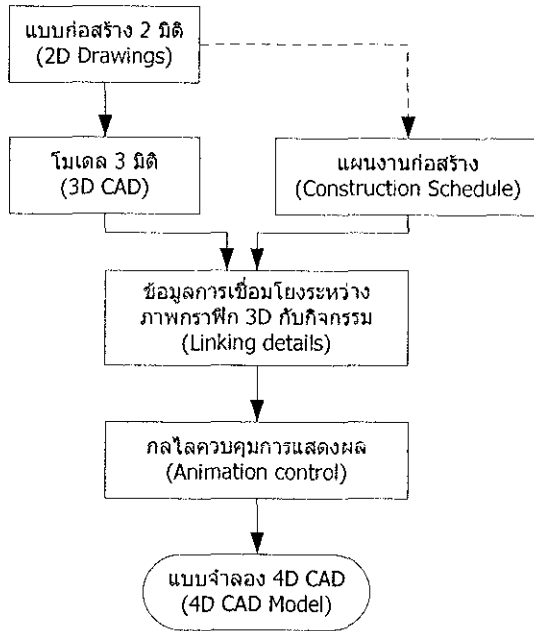 แบบก่อสร้าง 2 มิติ
(2D Drawings)
โมเดล 3 มิติ
(3D CAD)
แผนงานก่อสร้าง
(Construction Schedule)
ข้อมูลการเชื่อมโยงระหว่าง
ภาพกราฟิก 3D กับกิจกรรม
(Linking details)
กลไลควบคุมการแสดงผล
(Animation control)
แบบจำลอง 4D CAD
(4D CAD Model)